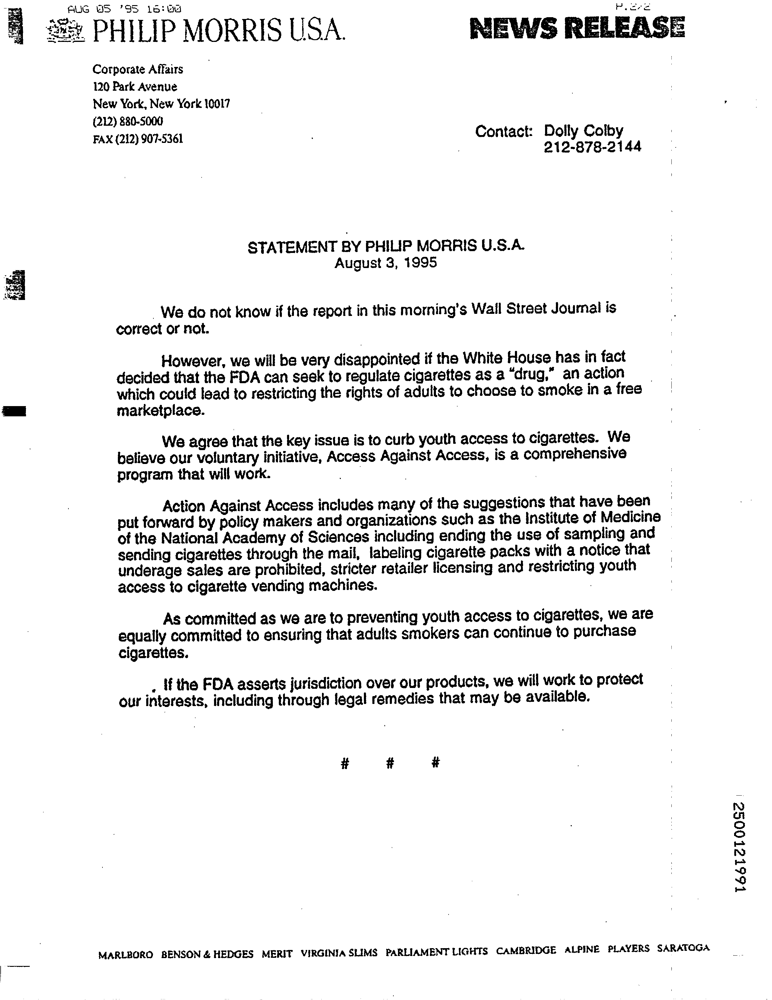 AUG 05 '95 16:00 P.2/2
PHILIP MORRIS U.S.A. NEWS RELEASE
Corporate Affairs
120 Park Avenue
New York, New York 10017
(212) 880-5000
FAX (212) 907-5361
Contact: Dolly Colby
212-878-2144
STATEMENT BY PHILIP MORRIS U.S.A.
August 3, 1995
We do not know if the report in this morning's Wall Street Journal is
correct or not.
However, we will be very disappointed if the White House has in fact
decided that the FDA can seek to regulate cigarettes as a "drug," an action
which could lead to restricting the rights of adults to choose to smoke in a free
marketplace.
We agree that the key issue is to curb youth access to cigarettes. We
believe our voluntary initiative, Access Against Access, is a comprehensive
program that will work.
Action Against Access includes many of the suggestions that have been
put forward by policy makers and organizations such as the Institute of Medicine
of the National Academy of Sciences including ending the use of sampling and
sending cigarettes through the mail, labeling cigarette packs with a notice that
underage sales are prohibited, stricter retailer licensing and restricting youth
access to cigarette vending machines.
As committed as we are to preventing youth access to cigarettes, we are
equally committed to ensuring that adults smokers can continue to purchase
cigarettes.
If the FDA asserts jurisdiction over our products, we will work to protect
our interests, including through legal remedies that may be available.
# # #
2500121991
MARLBORO BENSON & HEDGES MERIT VIRGINIA SLIMS PARLIAMENT LIGHTS CAMBRIDGE ALPINE PLAYERS SARATOGA